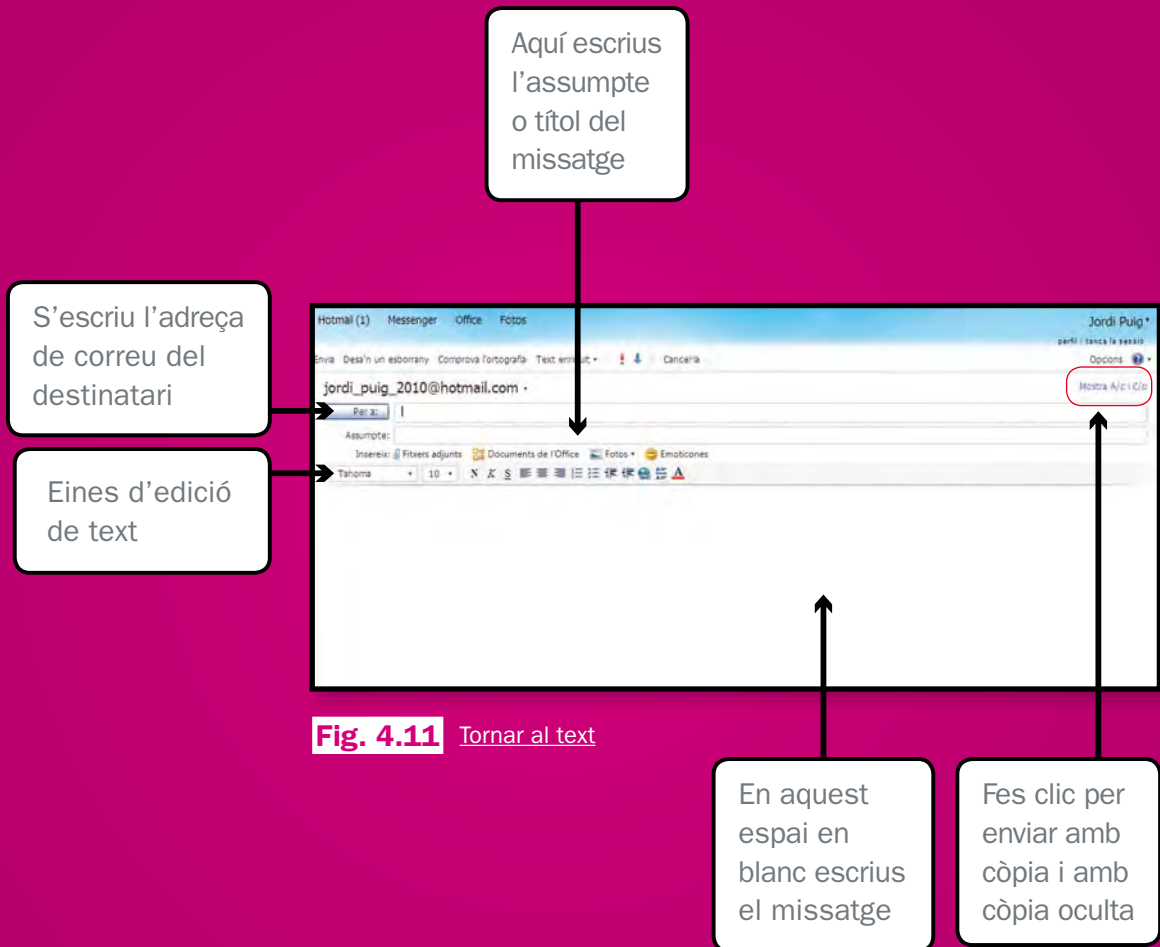 Aquí escrius
l’assumpte
o títol del
missatge
S’escriu l’adreça
de correu del
destinatari
Eines d’edició
de text
Hotmail (1) Messenger Office Fotos
Jordi Puig
perfil | tanca la sessió
Envia Desa'n un esborrany Comprova l'ortografia Text enriquit Cancel·la
Opcions
jordi_puig_2010@hotmail.com
Mostra A/c i C/o
Per a:
Assumpte:
Insereix: Fitxers adjunts Documents de l'Office Fotos Emoticones
Tahoma 10 N K S A
Fig. 4.11 Tornar al text
En aquest
espai en
blanc escrius
el missatge
Fes clic per
enviar amb
còpia i amb
còpia oculta